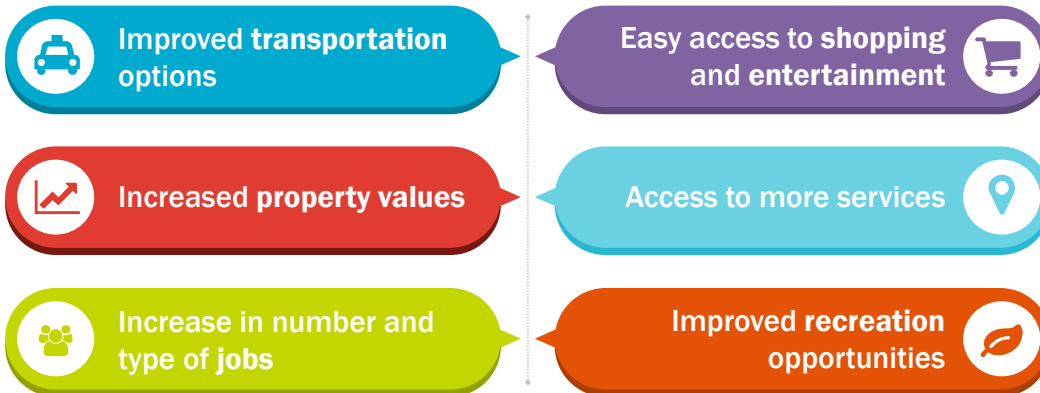 Improved transportation
options
Easy access to shopping
and entertainment
Increased property values
Access to more services
Increase in number and
type of jobs
Improved recreation
opportunities